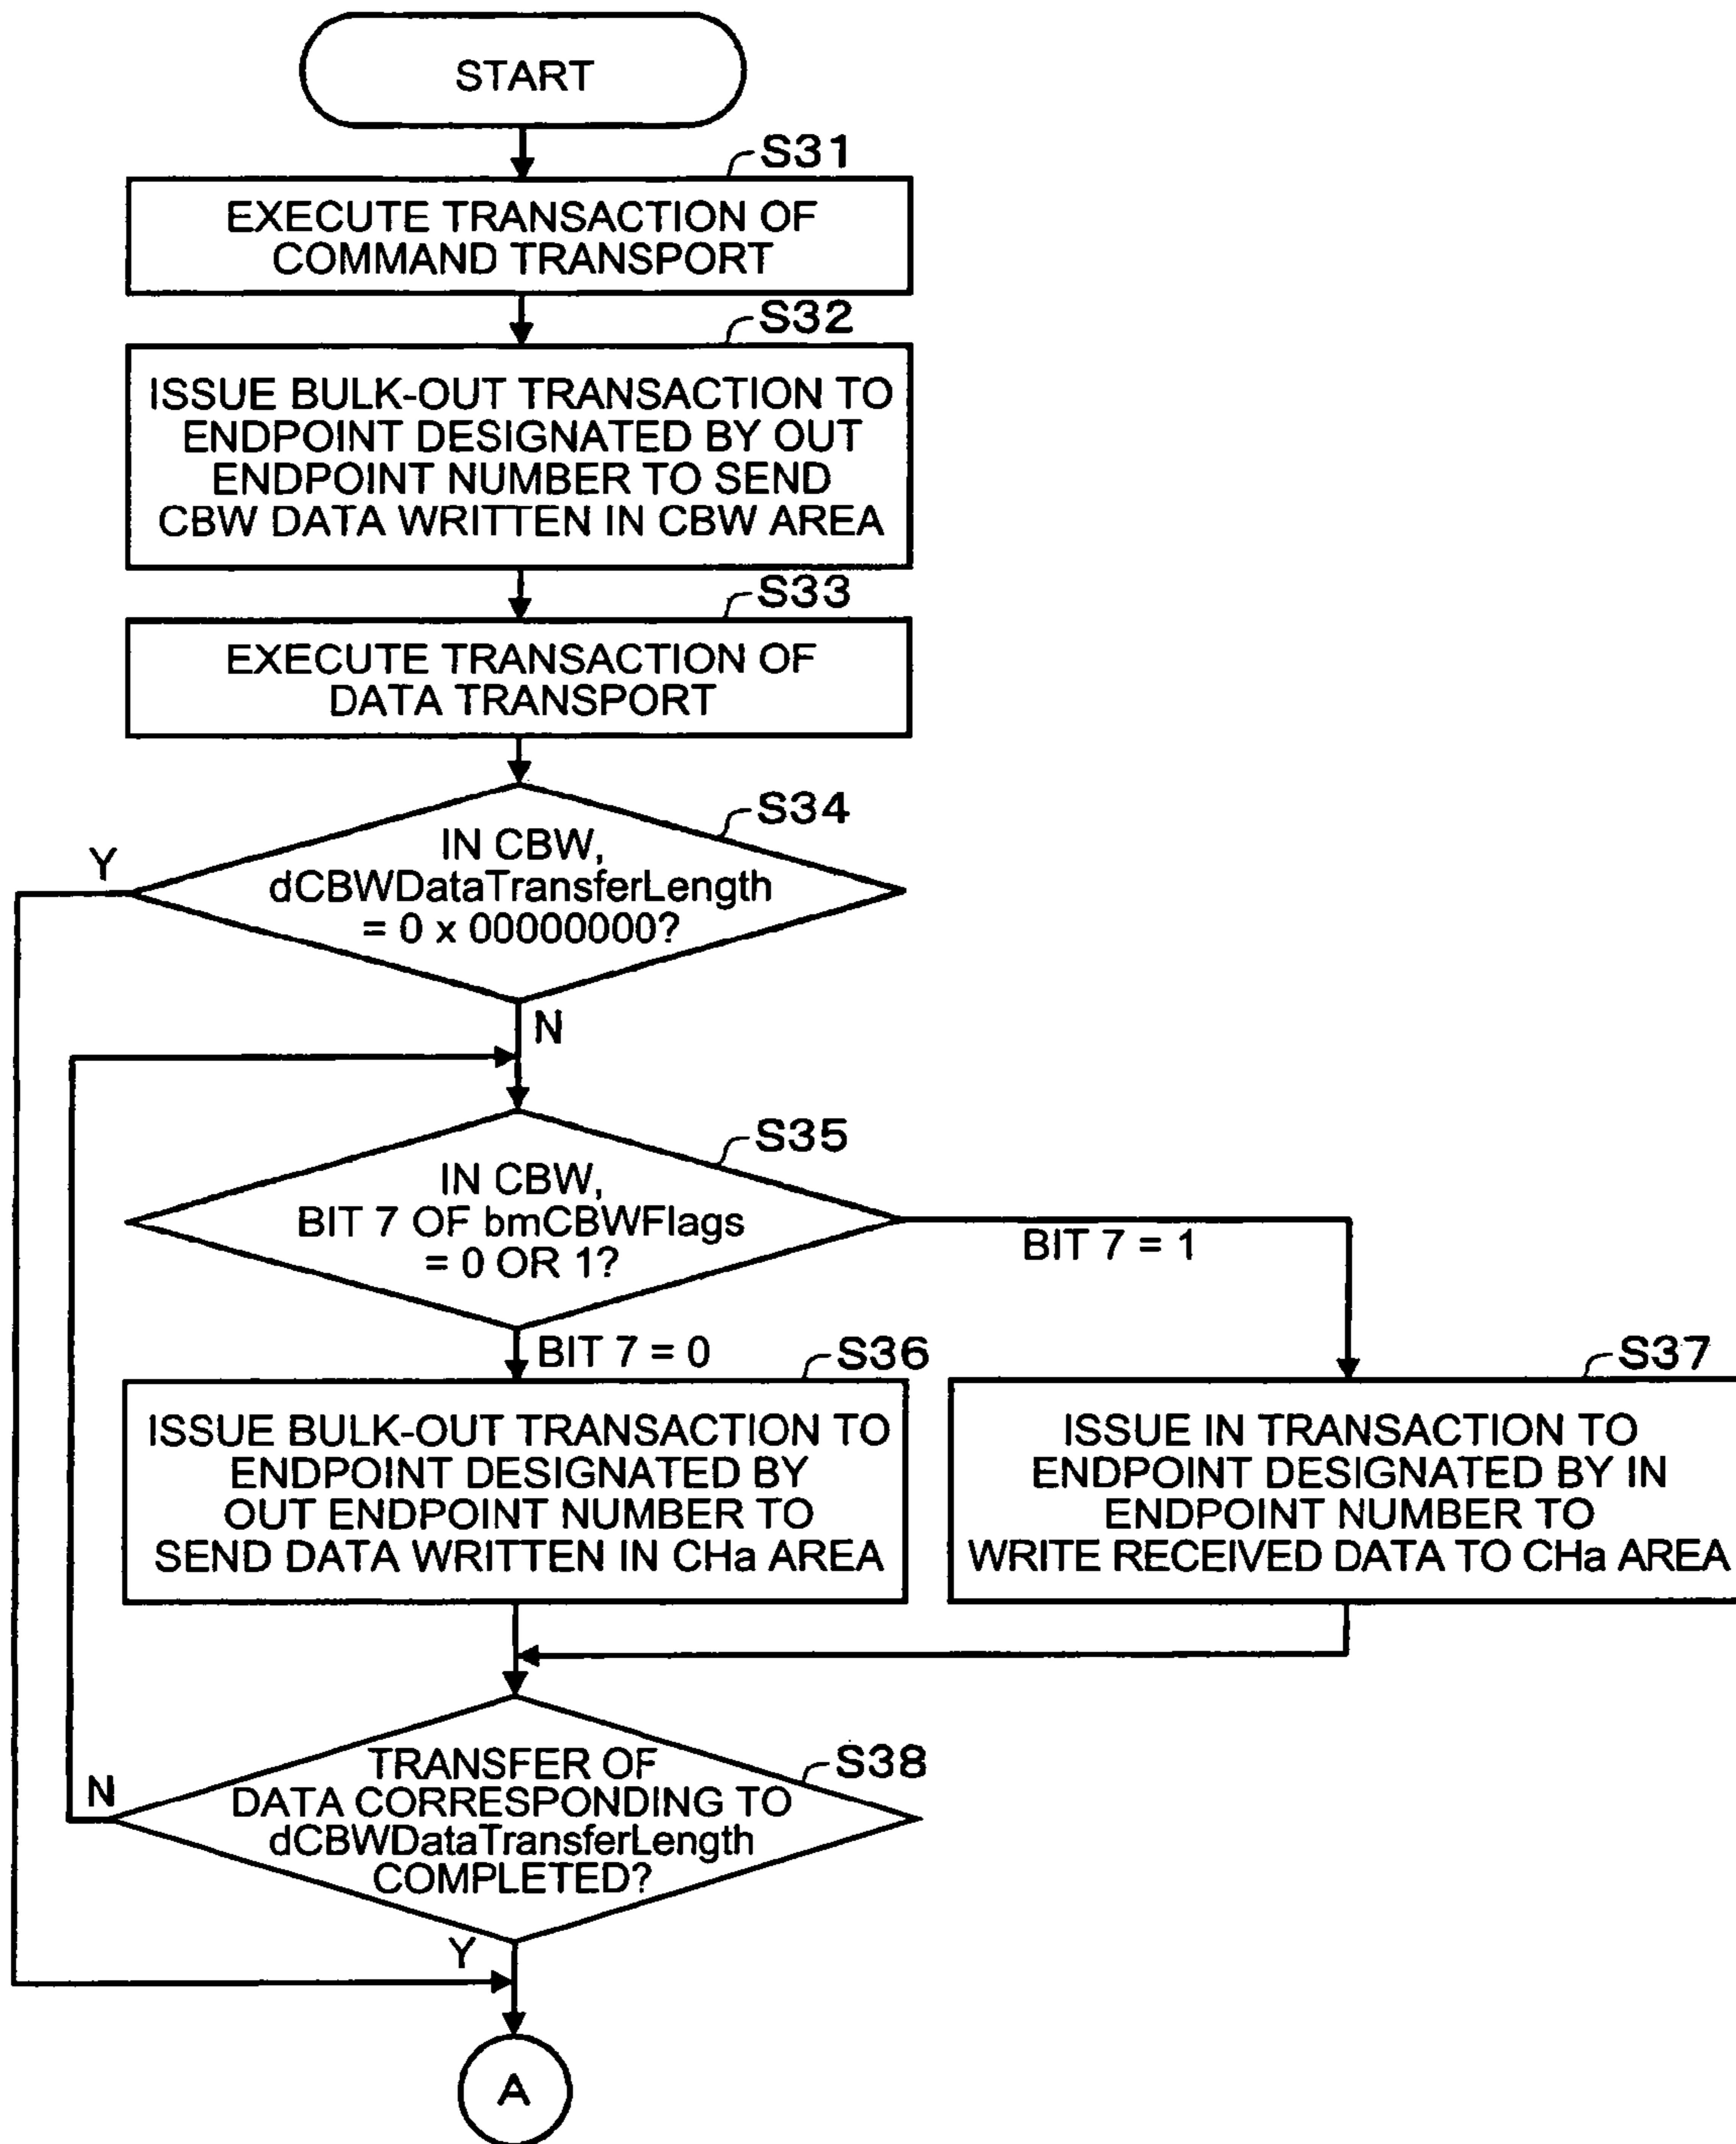 START
S31
EXECUTE TRANSACTION OF
COMMAND TRANSPORT
S32
ISSUE BULK-OUT TRANSACTION TO
ENDPOINT DESIGNATED BY OUT
ENDPOINT NUMBER TO SEND
CBW DATA WRITTEN IN CBW AREA
S33
EXECUTE TRANSACTION OF
DATA TRANSPORT
S34
IN CBW,
dCBWDataTransferLength
= 0 x 00000000?
Y
N
S35
IN CBW,
BIT 7 OF bmCBWFlags
= 0 OR 1?
BIT 7 = 1
BIT 7 = 0
S36
ISSUE BULK-OUT TRANSACTION TO
ENDPOINT DESIGNATED BY
OUT ENDPOINT NUMBER TO
SEND DATA WRITTEN IN CHa AREA
S37
ISSUE IN TRANSACTION TO
ENDPOINT DESIGNATED BY IN
ENDPOINT NUMBER TO
WRITE RECEIVED DATA TO CHa AREA
S38
TRANSFER OF
DATA CORRESPONDING TO
dCBWDataTransferLength
COMPLETED?
N
Y
A